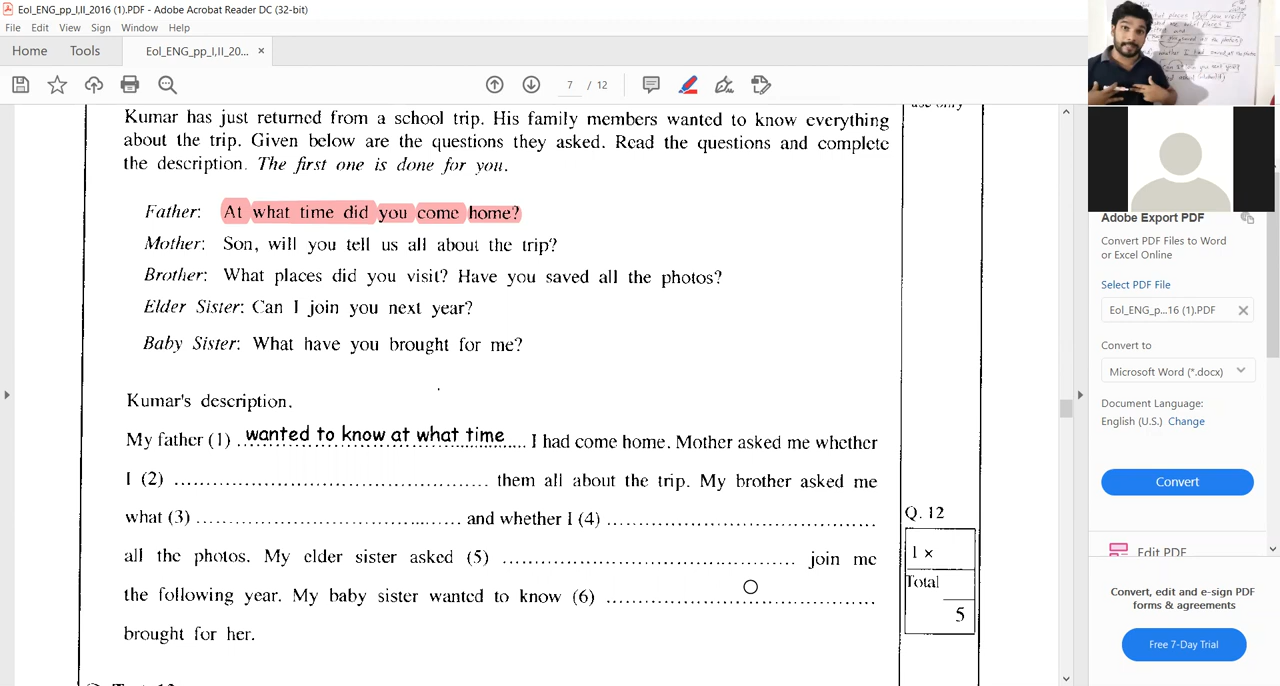 Eol_ENG_pp_I,II_2016 (1).PDF - Adobe Acrobat Reader DC (32-bit)
File Edit View Sign Window Help
Home Tools Eol_ENG_pp_I,II_20... ×
7 / 12
use only
Kumar has just returned from a school trip. His family members wanted to know everything
about the trip. Given below are the questions they asked. Read the questions and complete
the description. The first one is done for you.
Father: At what time did you come home?
Mother: Son, will you tell us all about the trip?
Brother: What places did you visit? Have you saved all the photos?
Elder Sister: Can I join you next year?
Baby Sister: What have you brought for me?
Kumar's description.
My father (1) wanted to know at what time I had come home. Mother asked me whether
I (2) ............................................... them all about the trip. My brother asked me
what (3) ........................................ and whether I (4) ........................................
all the photos. My elder sister asked (5) ............................................ join me
the following year. My baby sister wanted to know (6) ........................................
brought for her.
Q. 12
1 ×
Total
5
Adobe Export PDF
Convert PDF Files to Word
or Excel Online
Select PDF File
Eol_ENG_p...16 (1).PDF
Convert to
Microsoft Word (*.docx)
Document Language:
English (U.S.) Change
Convert
Edit PDF
Convert, edit and e-sign PDF
forms & agreements
Free 7-Day Trial